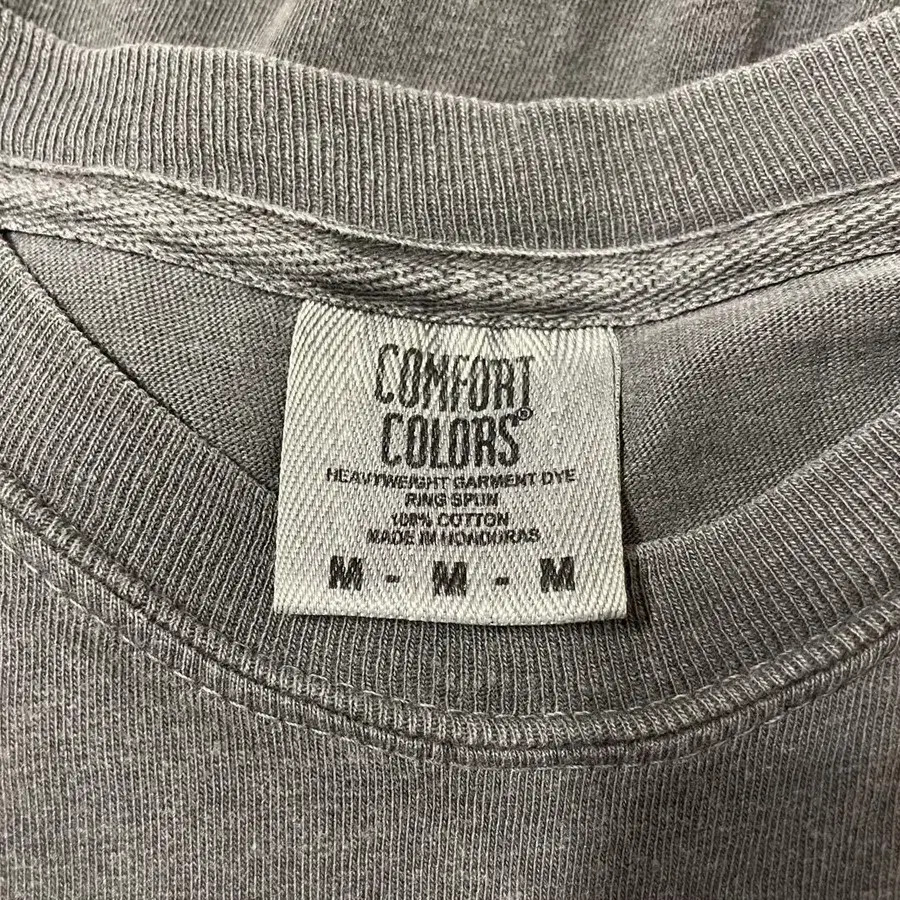 COMFORT
COLORS®
HEAVYWEIGHT GARMENT DYE
RING SPUN
100% COTTON
MADE IN HONDURAS
M - M - M